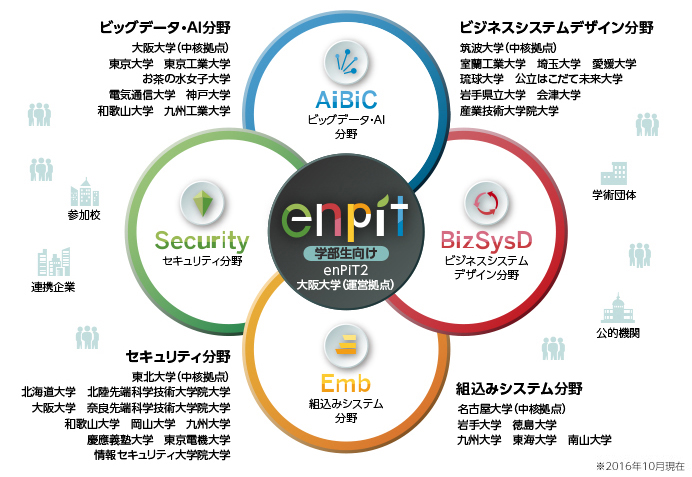 ビッグデータ・AI分野
大阪大学(中核拠点)
東京大学 東京工業大学
お茶の水女子大学
電気通信大学 神戸大学
和歌山大学 九州工業大学
ビジネスシステムデザイン分野
筑波大学(中核拠点)
室蘭工業大学 埼玉大学 愛媛大学
琉球大学 公立はこだて未来大学
岩手県立大学 会津大学
産業技術大学院大学
AiBiC
ビッグデータ・AI
分野
参加校
連携企業
Security
セキュリティ分野
enpit
学部生向け
enPiT2
大阪大学(運営拠点)
BizSysD
ビジネスシステム
デザイン分野
学術団体
公的機関
Emb
組込みシステム
分野
セキュリティ分野
東北大学(中核拠点)
北海道大学 北陸先端科学技術大学院大学
大阪大学 奈良先端科学技術大学院大学
和歌山大学 岡山大学 九州大学
慶應義塾大学 東京電機大学
情報セキュリティ大学院大学
組込みシステム分野
名古屋大学(中核拠点)
岩手大学 徳島大学
九州大学 東海大学 南山大学
※2016年10月現在